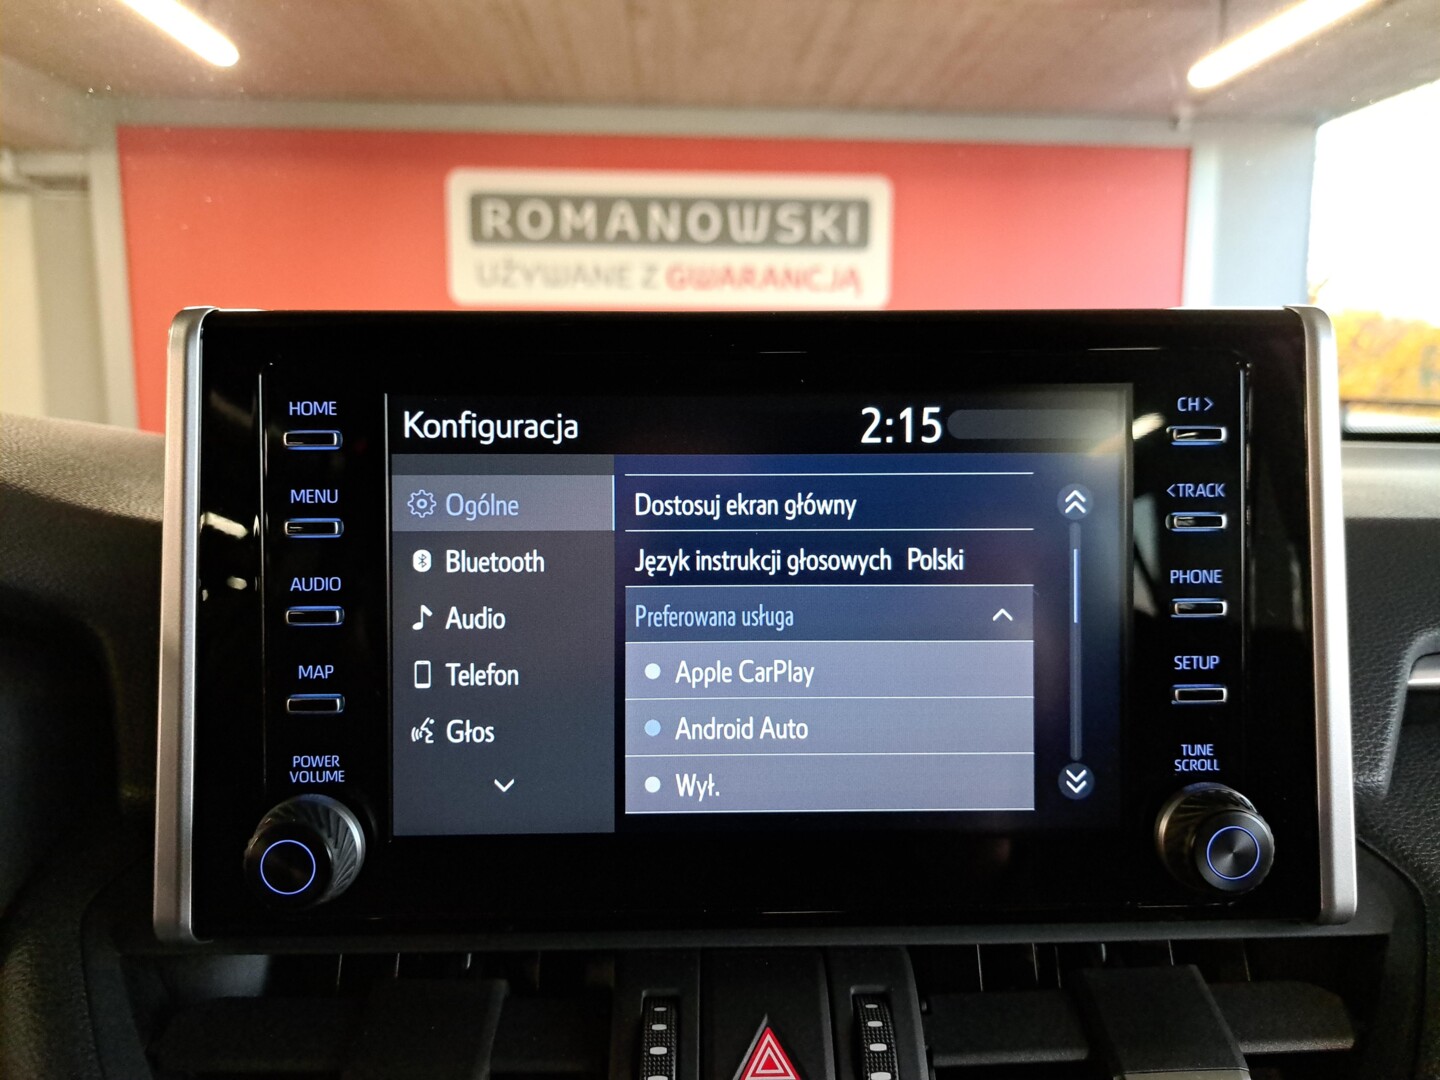 ROMANOWSKI
UŻYWANE Z GWARANCJĄ
HOME
MENU
AUDIO
MAP
POWER
VOLUME
Konfiguracja
2:15
Ogólne
Bluetooth
Audio
Telefon
Głos
Dostosuj ekran główny
Język instrukcji głosowych Polski
Preferowana usługa
Apple CarPlay
Android Auto
Wył.
CH >
<TRACK
PHONE
SETUP
TUNE
SCROLL